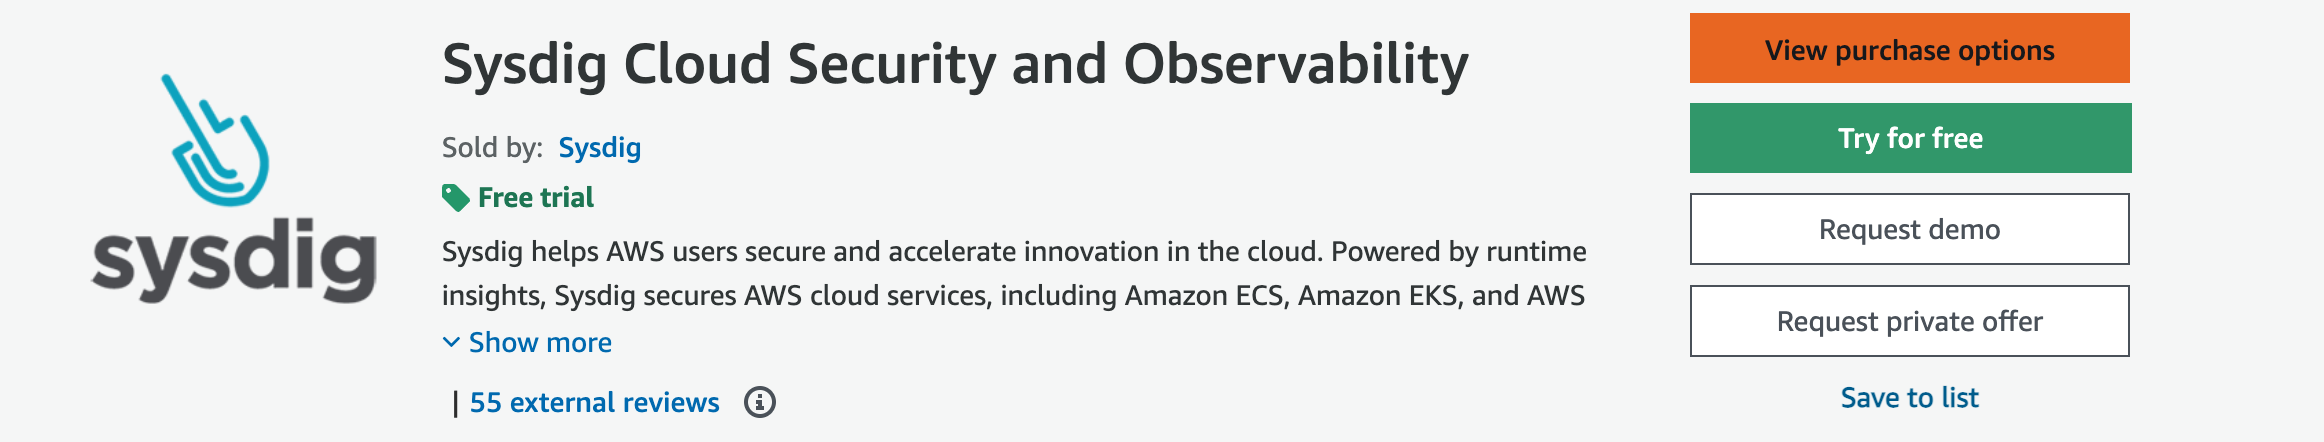 sysdig
Sysdig Cloud Security and Observability
Sold by: Sysdig
Free trial
Sysdig helps AWS users secure and accelerate innovation in the cloud. Powered by runtime
insights, Sysdig secures AWS cloud services, including Amazon ECS, Amazon EKS, and AWS
Show more
| 55 external reviews
View purchase options
Try for free
Request demo
Request private offer
Save to list